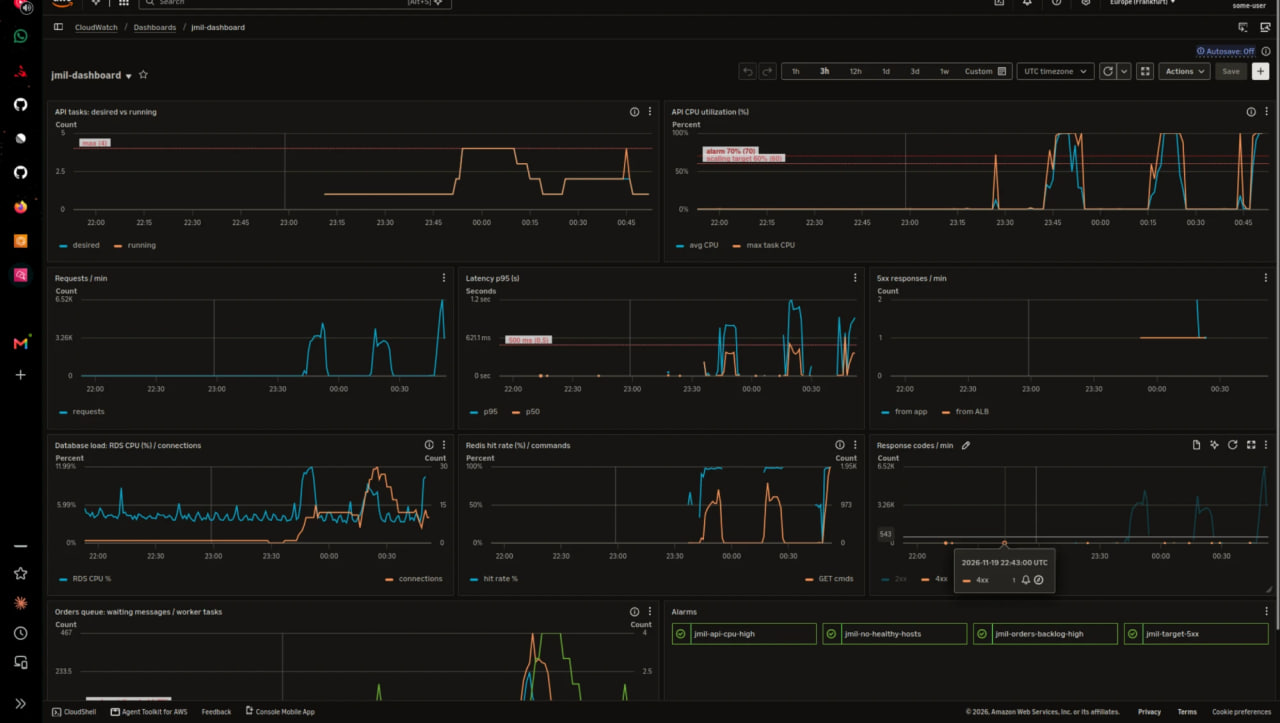 Search
[Alt+S]
Europe (Frankfurt)
some-user
CloudWatch
Dashboards
jmil-dashboard
Autosave: Off
jmil-dashboard
1h
3h
12h
1d
3d
1w
Custom
UTC timezone
Actions
Save
API tasks: desired vs running
Count
5
max (4)
2.5
0
22:00
22:15
22:30
22:45
23:00
23:15
23:30
23:45
00:00
00:15
00:30
00:45
desired
running
API CPU utilization (%)
Percent
100%
alarm 70% (70)
scaling target 60% (60)
50%
0%
22:00
22:15
22:30
22:45
23:00
23:15
23:30
23:45
00:00
00:15
00:30
00:45
avg CPU
max task CPU
Requests / min
Count
6.52K
3.26K
0
22:00
22:30
23:00
23:30
00:00
00:30
requests
Latency p95 (s)
Seconds
1.2 sec
500 ms (0.5)
621.1 ms
0 sec
22:00
22:30
23:00
23:30
00:00
00:30
p95
p50
5xx responses / min
Count
2
1
0
22:00
22:30
23:00
23:30
00:00
00:30
from app
from ALB
Database load: RDS CPU (%) / connections
Percent
Count
11.99%
30
5.99%
15
0%
0
22:00
22:30
23:00
23:30
00:00
00:30
RDS CPU %
connections
Redis hit rate (%) / commands
Percent
Count
100%
1.95K
50%
973
0%
0
22:00
22:30
23:00
23:30
00:00
00:30
hit rate %
GET cmds
Response codes / min
Count
6.52K
3.26K
543
0
22:00
23:30
00:00
00:30
2026-11-19 22:43:00 UTC
4xx
1
2xx
4xx
Orders queue: waiting messages / worker tasks
Count
Count
467
4
233.5
2.5
Alarms
jmil-api-cpu-high
jmil-no-healthy-hosts
jmil-orders-backlog-high
jmil-target-5xx
CloudShell
Agent Toolkit for AWS
Feedback
Console Mobile App
© 2026, Amazon Web Services, Inc. or its affiliates.
Privacy
Terms
Cookie preferences